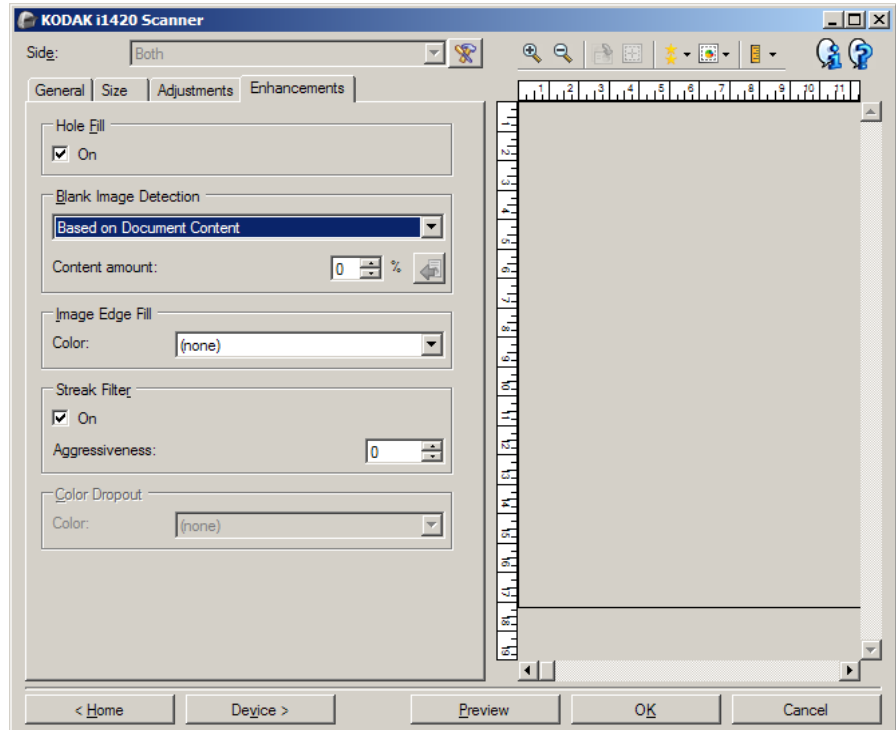 KODAK i1420 Scanner
Side: Both
General Size Adjustments Enhancements
Hole Fill
On
Blank Image Detection
Based on Document Content
Content amount: 0 %
Image Edge Fill
Color: (none)
Streak Filter
On
Aggressiveness: 0
Color Dropout
Color: (none)
1 2 3 4 5 6 7 8 9 10 11
1
2
3
4
5
6
7
8
9
10
11
12
13
14
15
16
17
18
19
< Home Device > Preview OK Cancel